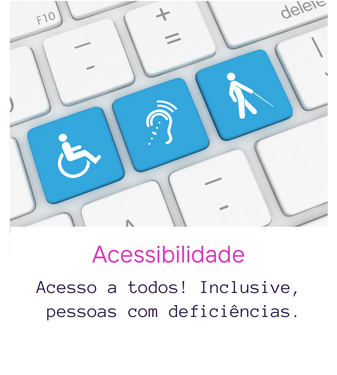 F10
delete
Acessibilidade
Acesso a todos! Inclusive,
pessoas com deficiências.